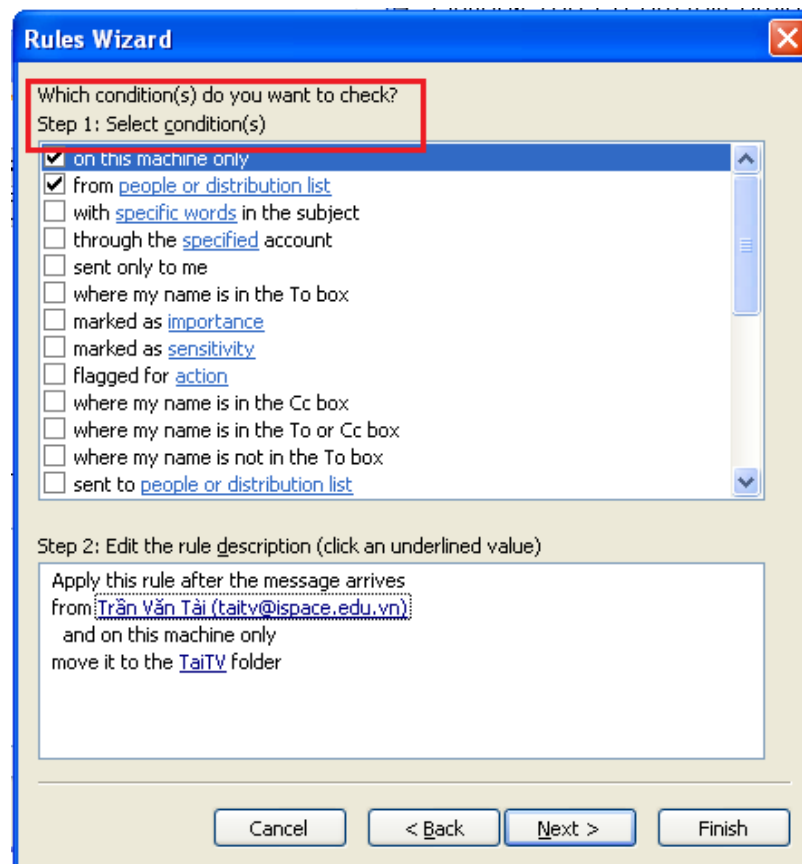 Rules Wizard
Which condition(s) do you want to check?
Step 1: Select condition(s)
on this machine only
from people or distribution list
with specific words in the subject
through the specified account
sent only to me
where my name is in the To box
marked as importance
marked as sensitivity
flagged for action
where my name is in the Cc box
where my name is in the To or Cc box
where my name is not in the To box
sent to people or distribution list
Step 2: Edit the rule description (click an underlined value)
Apply this rule after the message arrives
from Trần Văn Tài (taitv@ispace.edu.vn)
and on this machine only
move it to the TaiTV folder
Cancel < Back Next > Finish